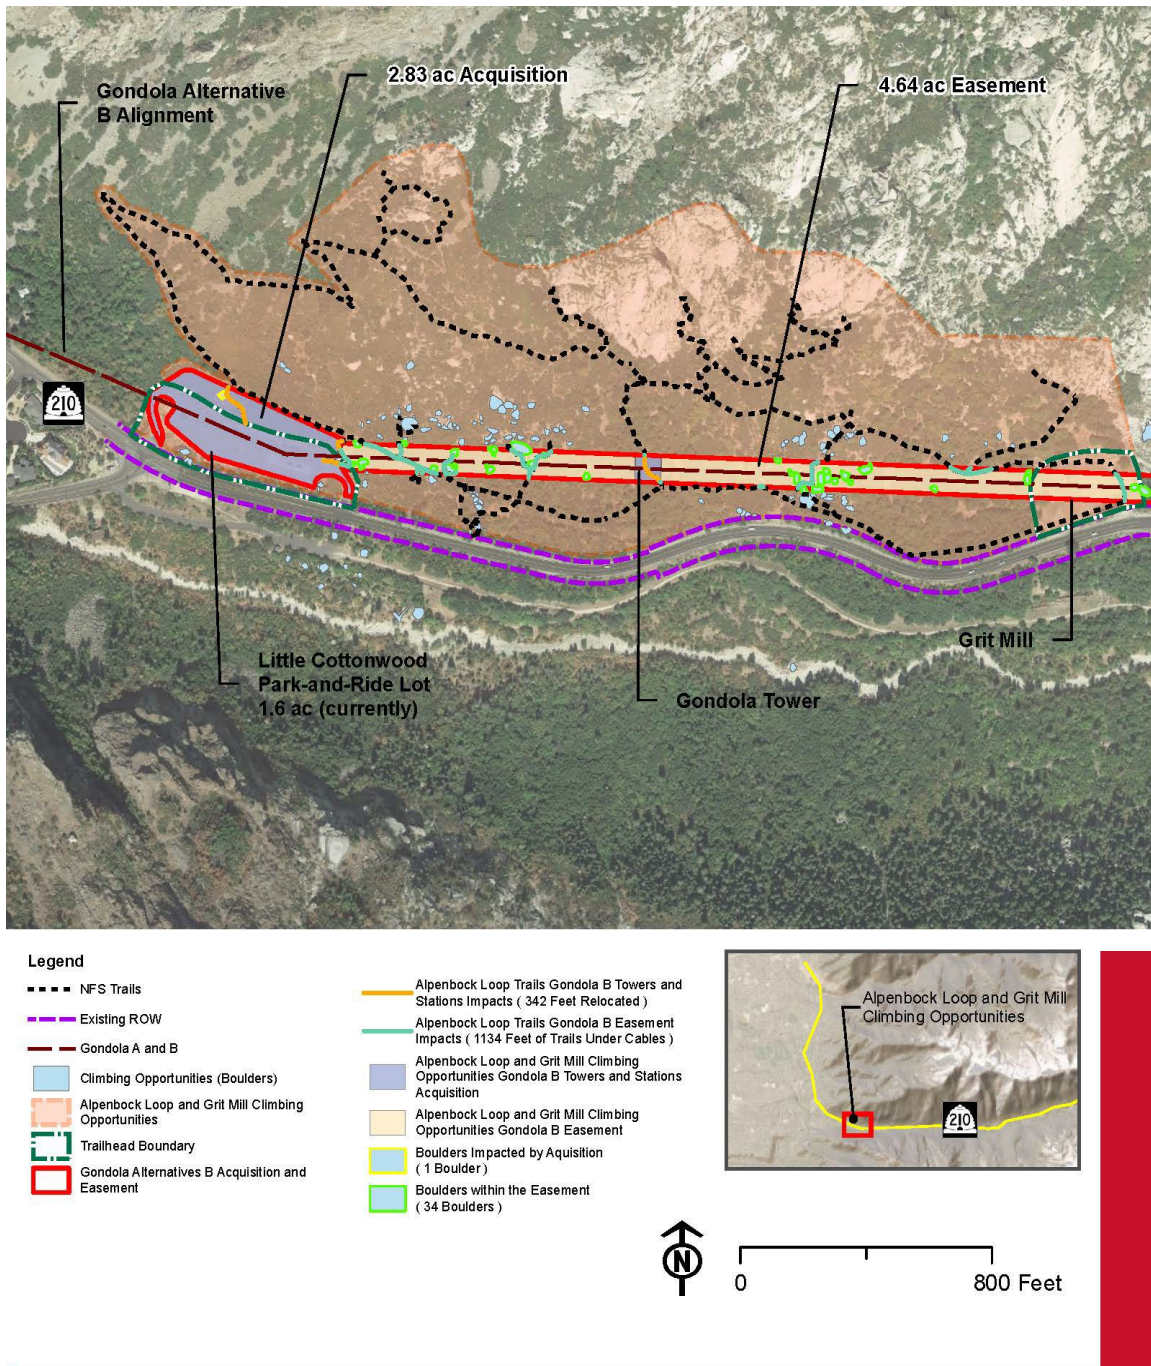 Gondola Alternative
B Alignment
2.83 ac Acquisition
4.64 ac Easement
210
Little Cottonwood
Park-and-Ride Lot
1.6 ac (currently)
Gondola Tower
Grit Mill
Legend
NFS Trails
Existing ROW
Gondola A and B
Climbing Opportunities (Boulders)
Alpenbock Loop and Grit Mill Climbing
Opportunities
Trailhead Boundary
Gondola Alternatives B Acquisition and
Easement
Alpenbock Loop Trails Gondola B Towers and
Stations Impacts ( 342 Feet Relocated )
Alpenbock Loop Trails Gondola B Easement
Impacts ( 1134 Feet of Trails Under Cables )
Alpenbock Loop and Grit Mill Climbing
Opportunities Gondola B Towers and Stations
Acquisition
Alpenbock Loop and Grit Mill Climbing
Opportunities Gondola B Easement
Boulders Impacted by Aquisition
( 1 Boulder )
Boulders within the Easement
( 34 Boulders )
Alpenbock Loop and Grit Mill
Climbing Opportunities
210
N
0
800 Feet